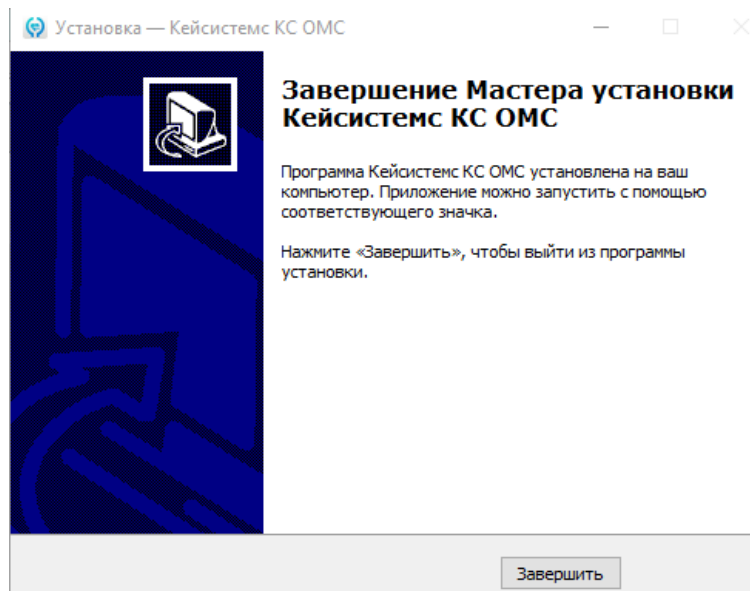 Установка — Кейсистемс КС ОМС
Завершение Мастера установки
Кейсистемс КС ОМС
Программа Кейсистемс КС ОМС установлена на ваш
компьютер. Приложение можно запустить с помощью
соответствующего значка.
Нажмите «Завершить», чтобы выйти из программы
установки.
Завершить